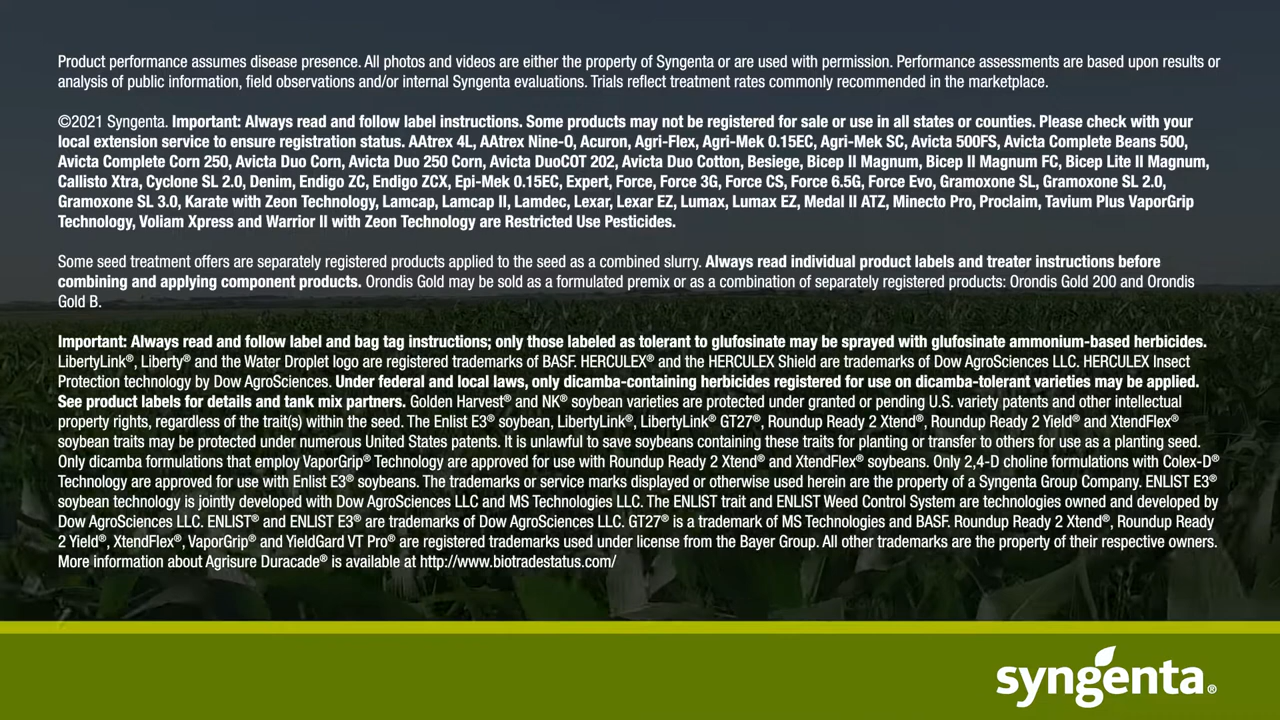 Product performance assumes disease presence. All photos and videos are either the property of Syngenta or are used with permission. Performance assessments are based upon results or
analysis of public information, field observations and/or internal Syngenta evaluations. Trials reflect treatment rates commonly recommended in the marketplace.
©2021 Syngenta. Important: Always read and follow label instructions. Some products may not be registered for sale or use in all states or counties. Please check with your
local extension service to ensure registration status. AAtrex 4L, AAtrex Nine-O, Acuron, Agri-Flex, Agri-Mek 0.15EC, Agri-Mek SC, Avicta 500FS, Avicta Complete Beans 500,
Avicta Complete Corn 250, Avicta Duo Corn, Avicta Duo 250 Corn, Avicta DuoCOT 202, Avicta Duo Cotton, Besiege, Bicep II Magnum, Bicep II Magnum FC, Bicep Lite II Magnum,
Callisto Xtra, Cyclone SL 2.0, Denim, Endigo ZC, Endigo ZCX, Epi-Mek 0.15EC, Expert, Force, Force 3G, Force CS, Force 6.5G, Force Evo, Gramoxone SL, Gramoxone SL 2.0,
Gramoxone SL 3.0, Karate with Zeon Technology, Lamcap, Lamcap II, Lamdec, Lexar, Lexar EZ, Lumax, Lumax EZ, Medal II ATZ, Minecto Pro, Proclaim, Tavium Plus VaporGrip
Technology, Voliam Xpress and Warrior II with Zeon Technology are Restricted Use Pesticides.
Some seed treatment offers are separately registered products applied to the seed as a combined slurry. Always read individual product labels and treater instructions before
combining and applying component products. Orondis Gold may be sold as a formulated premix or as a combination of separately registered products: Orondis Gold 200 and Orondis
Gold B.
Important: Always read and follow label and bag tag instructions; only those labeled as tolerant to glufosinate may be sprayed with glufosinate ammonium-based herbicides.
LibertyLink®, Liberty® and the Water Droplet logo are registered trademarks of BASF. HERCULEX® and the HERCULEX Shield are trademarks of Dow AgroSciences LLC. HERCULEX Insect
Protection technology by Dow AgroSciences. Under federal and local laws, only dicamba-containing herbicides registered for use on dicamba-tolerant varieties may be applied.
See product labels for details and tank mix partners. Golden Harvest® and NK® soybean varieties are protected under granted or pending U.S. variety patents and other intellectual
property rights, regardless of the trait(s) within the seed. The Enlist E3® soybean, LibertyLink®, LibertyLink® GT27®, Roundup Ready 2 Xtend®, Roundup Ready 2 Yield® and XtendFlex®
soybean traits may be protected under numerous United States patents. It is unlawful to save soybeans containing these traits for planting or transfer to others for use as a planting seed.
Only dicamba formulations that employ VaporGrip® Technology are approved for use with Roundup Ready 2 Xtend® and XtendFlex® soybeans. Only 2,4-D choline formulations with Colex-D®
Technology are approved for use with Enlist E3® soybeans. The trademarks or service marks displayed or otherwise used herein are the property of a Syngenta Group Company. ENLIST E3®
soybean technology is jointly developed with Dow AgroSciences LLC and MS Technologies LLC. The ENLIST trait and ENLIST Weed Control System are technologies owned and developed by
Dow AgroSciences LLC. ENLIST® and ENLIST E3® are trademarks of Dow AgroSciences LLC. GT27® is a trademark of MS Technologies and BASF. Roundup Ready 2 Xtend®, Roundup Ready
2 Yield®, XtendFlex®, VaporGrip® and YieldGard VT Pro® are registered trademarks used under license from the Bayer Group. All other trademarks are the property of their respective owners.
More information about Agrisure Duracade® is available at http://www.biotradestatus.com/
syngenta®